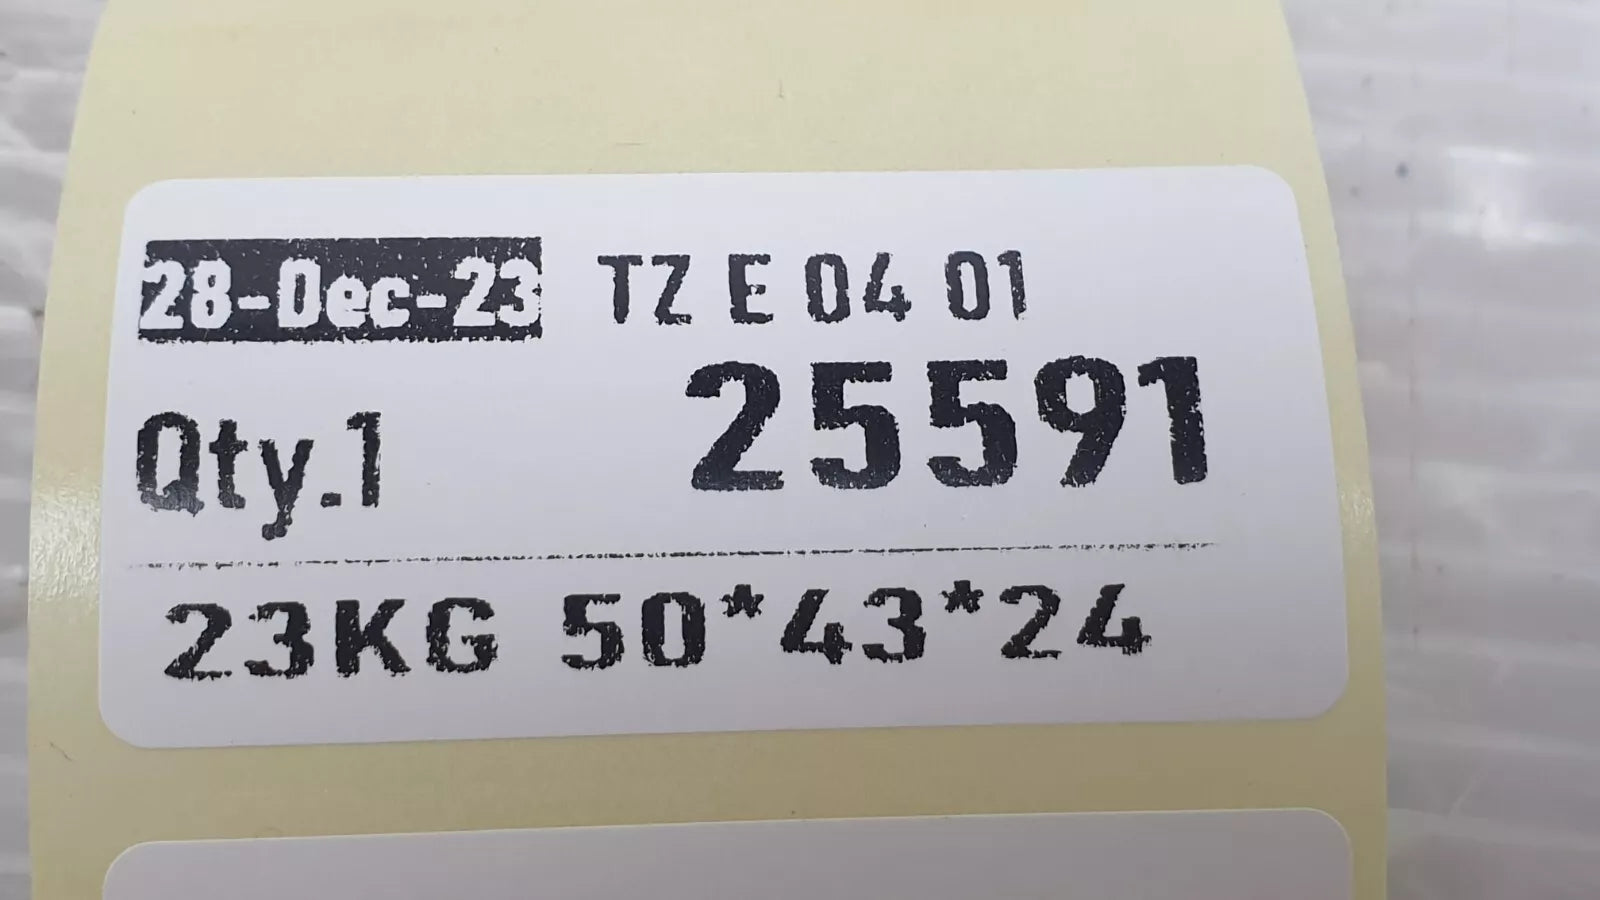 28-Dec-23 TZ E 04 01
Qty.1 25591
23KG 50*43*24